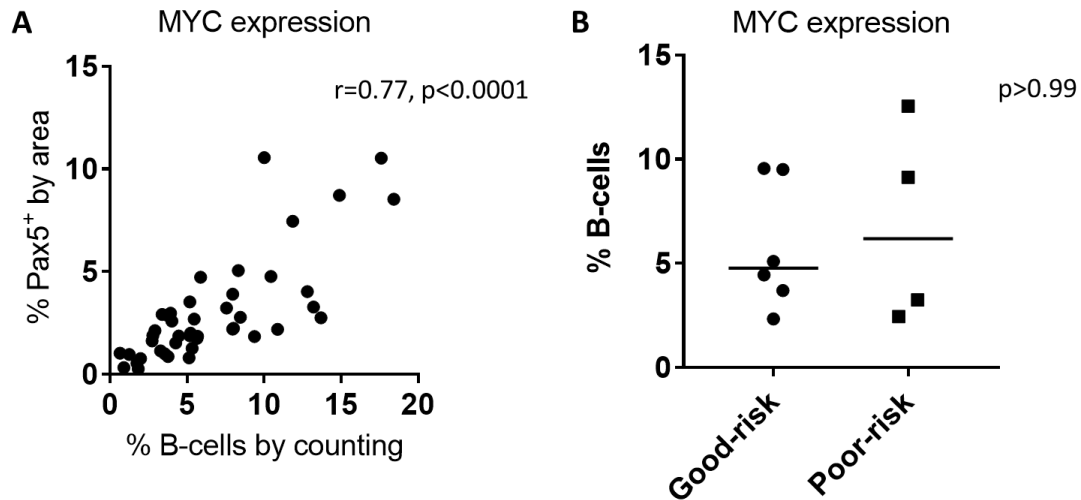 A
MYC expression
r=0.77, p<0.0001
% Pax5⁺ by area
15
10
5
0
0 5 10 15 20
% B-cells by counting
B
MYC expression
p>0.99
% B-cells
15
10
5
0
Good-risk
Poor-risk